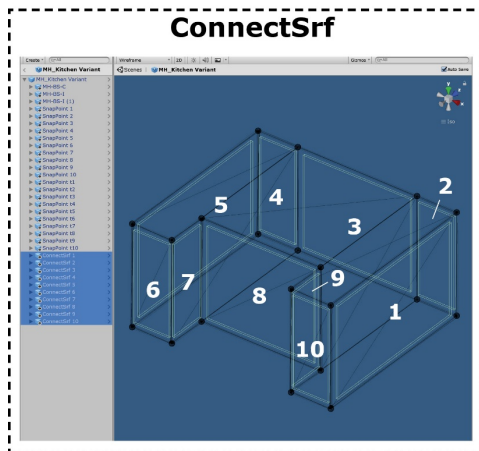 ConnectSrf
Create
All
Wireframe
2D
Gizmos
All
MH_Kitchen Variant
Scenes
MH_Kitchen Variant
Auto Save
MH_Kitchen Variant
MH-BS-C
MH-BS-I
MH-BS-I (1)
SnapPoint 1
SnapPoint 2
SnapPoint 3
SnapPoint 4
SnapPoint 5
SnapPoint 6
SnapPoint 7
SnapPoint 8
SnapPoint 9
SnapPoint 10
SnapPoint t1
SnapPoint t2
SnapPoint t3
SnapPoint t4
SnapPoint t5
SnapPoint t6
SnapPoint t7
SnapPoint t8
SnapPoint t9
SnapPoint t10
ConnectSrf 1
ConnectSrf 2
ConnectSrf 3
ConnectSrf 4
ConnectSrf 5
ConnectSrf 6
ConnectSrf 7
ConnectSrf 8
ConnectSrf 9
ConnectSrf 10
Iso
2
4
5
3
9
7
6
8
1
10